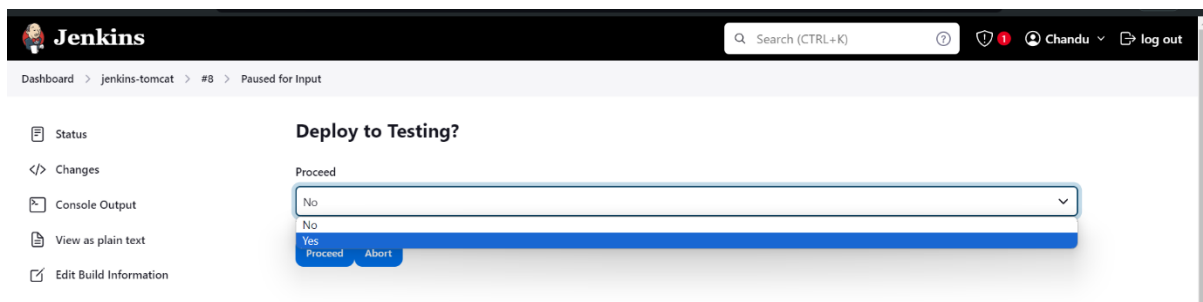 Jenkins
Search (CTRL+K)
1
Chandu
log out
Dashboard > jenkins-tomcat > #8 > Paused for Input
Status
Changes
Console Output
View as plain text
Edit Build Information
Deploy to Testing?
Proceed
No
No
Yes
Proceed
Abort